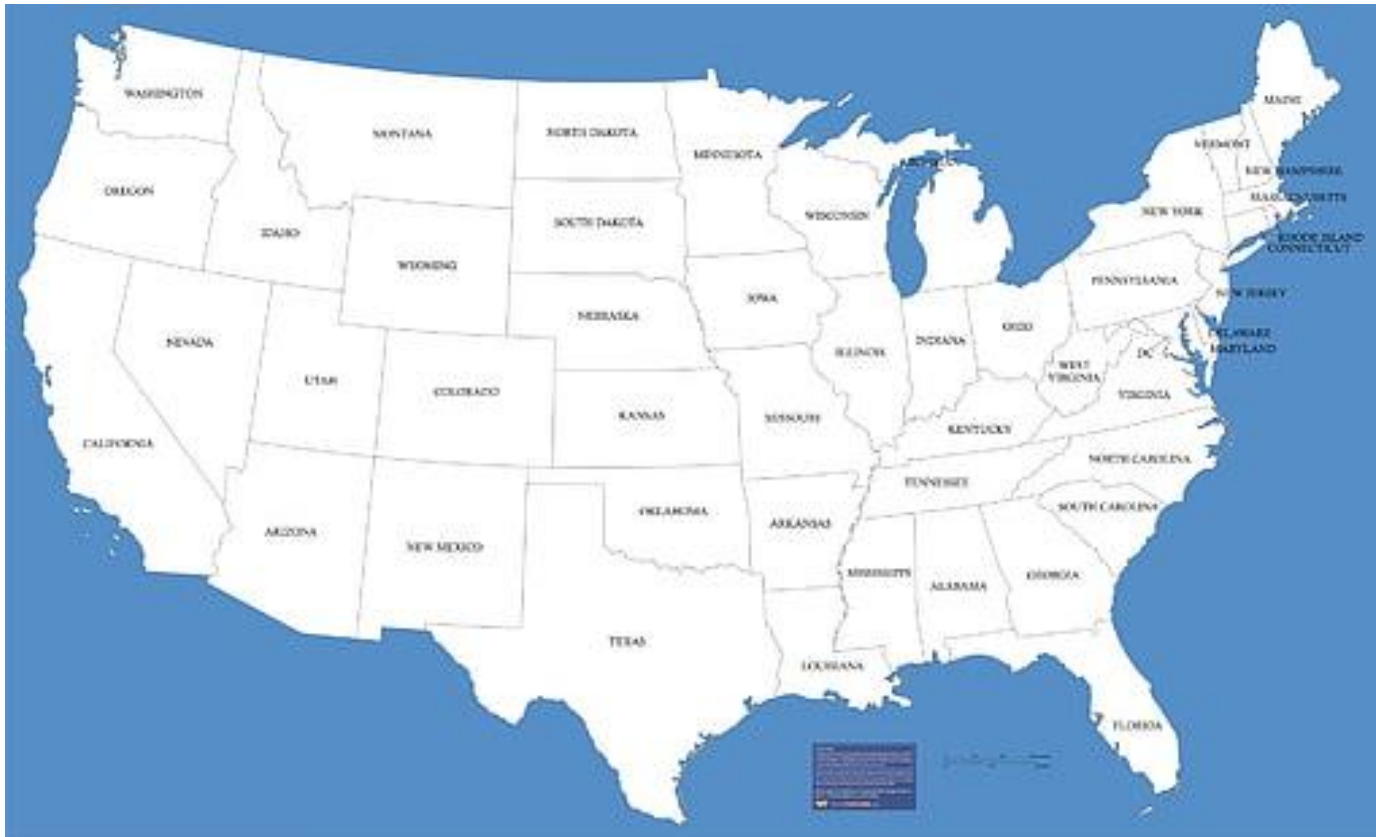 WASHINGTON
MONTANA
NORTH DAKOTA
MINNESOTA
MAINE
VERMONT
NEW HAMPSHIRE
MASSACHUSETTS
OREGON
IDAHO
WYOMING
SOUTH DAKOTA
WISCONSIN
NEW YORK
RHODE ISLAND
CONNECTICUT
NEVADA
UTAH
COLORADO
NEBRASKA
IOWA
ILLINOIS
INDIANA
OHIO
PENNSYLVANIA
NEW JERSEY
DELAWARE
MARYLAND
DC
WEST
VIRGINIA
VIRGINIA
CALIFORNIA
KANSAS
MISSOURI
KENTUCKY
ARIZONA
NEW MEXICO
OKLAHOMA
ARKANSAS
TENNESSEE
NORTH CAROLINA
SOUTH CAROLINA
TEXAS
LOUISIANA
MISSISSIPPI
ALABAMA
GEORGIA
FLORIDA